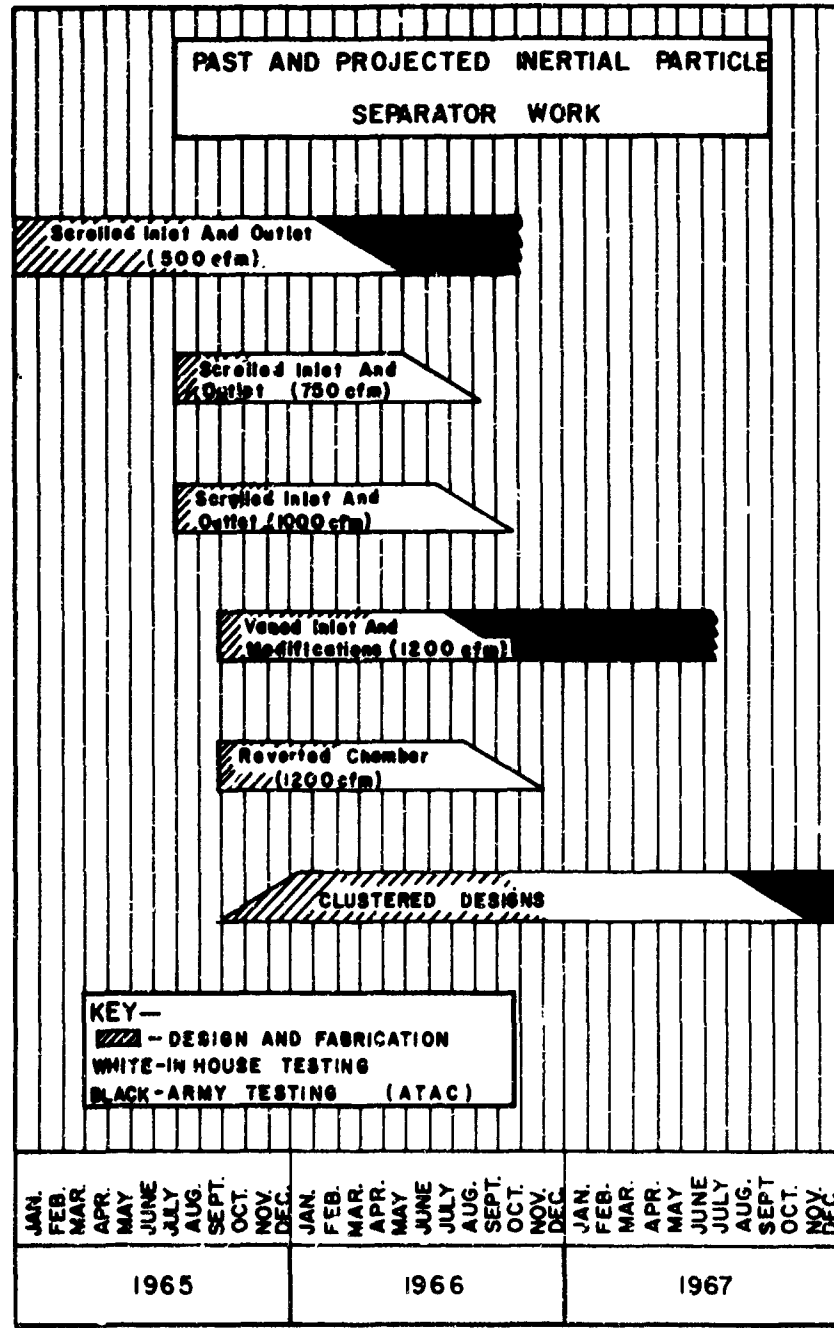 PAST AND PROJECTED INERTIAL PARTICLE
SEPARATOR WORK
Scrolled Inlet And Outlet
(500 cfm)
Scrolled Inlet And
Outlet (750 cfm)
Scrolled Inlet And
Outlet (1000 cfm)
Vaned Inlet And
Modifications (1200 cfm)
Reverted Chamber
(1200 cfm)
CLUSTERED DESIGNS
KEY—
- DESIGN AND FABRICATION
WHITE-IN HOUSE TESTING
BLACK-ARMY TESTING (ATAC)
JAN. FEB. MAR. APR. MAY JUNE JULY AUG. SEPT. OCT. NOV. DEC. JAN. FEB. MAR. APR. MAY JUNE JULY AUG. SEPT. OCT. NOV. DEC. JAN. FEB. MAR. APR. MAY JUNE JULY AUG. SEPT OCT. NOV. DEC
1965 1966 1967